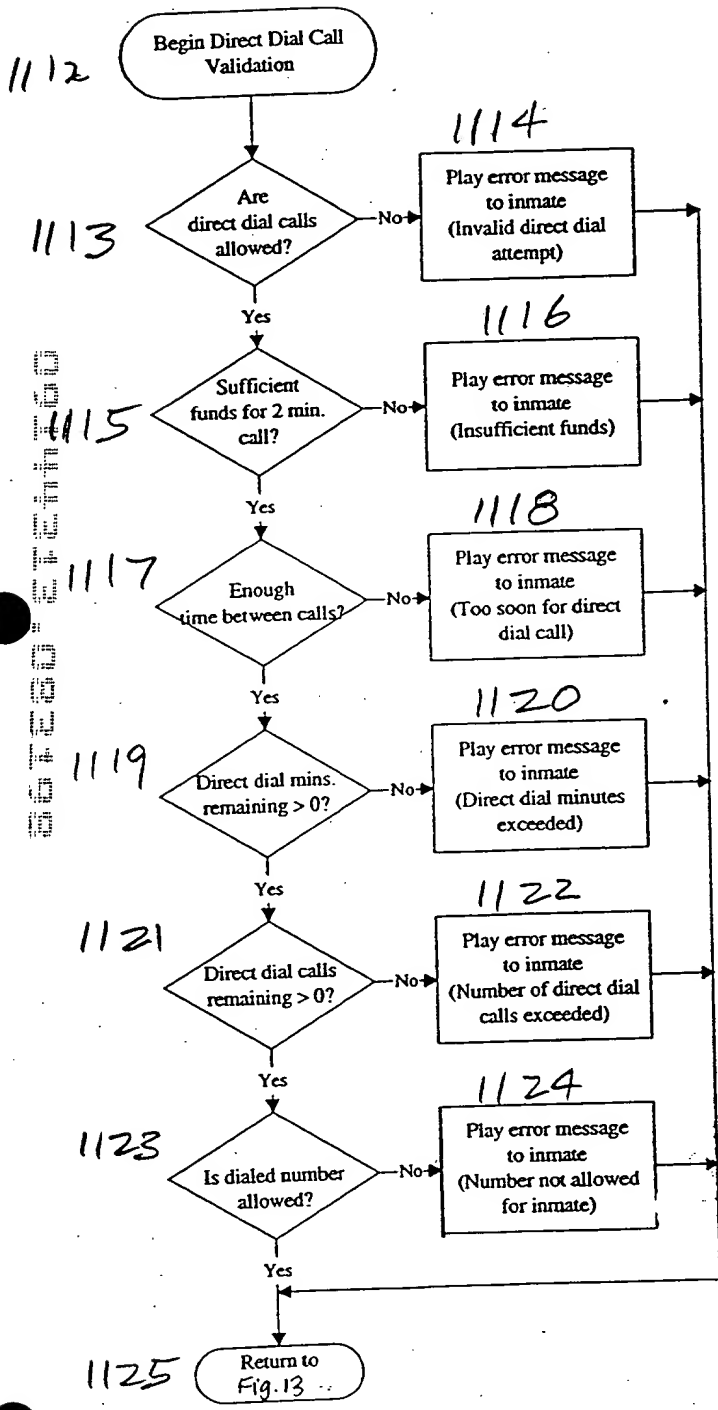 Begin Direct Dial Call
Validation
1112
1114
Are
direct dial calls
allowed?
1113
No
Play error message
to inmate
(Invalid direct dial
attempt)
Yes
1116
Sufficient
funds for 2 min.
call?
1115
No
Play error message
to inmate
(Insufficient funds)
Yes
1118
1117
Enough
time between calls?
No
Play error message
to inmate
(Too soon for direct
dial call)
Yes
1120
1119
Direct dial mins.
remaining > 0?
No
Play error message
to inmate
(Direct dial minutes
exceeded)
Yes
1122
1121
Direct dial calls
remaining > 0?
No
Play error message
to inmate
(Number of direct dial
calls exceeded)
Yes
1124
1123
Is dialed number
allowed?
No
Play error message
to inmate
(Number not allowed
for inmate)
Yes
1125
Return to
Fig. 13